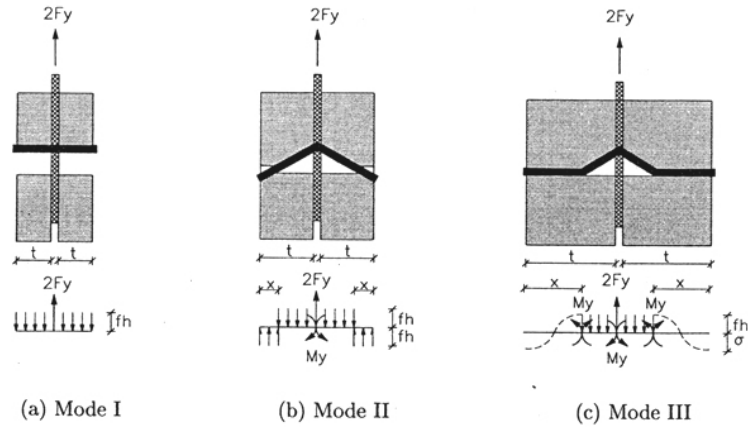 2Fy 2Fy 2Fy
t t t t t t
x 2Fy x
x 2Fy x
2Fy My My
fh fh fh
fh σ
My My
(a) Mode I (b) Mode II (c) Mode III